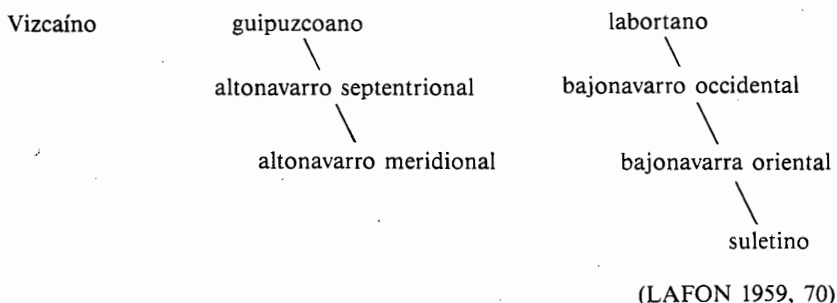 Vizcaíno guipuzcoano labortano
altonavarro septentrional bajonavarro occidental
altonavarro meridional bajonavarra oriental
suletino
(LAFON 1959, 70)